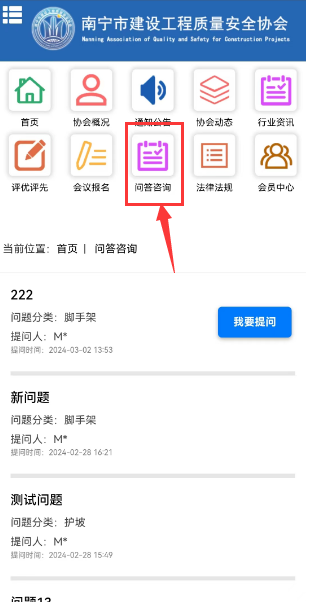 南宁市建设工程质量安全协会
Nanning Association of Quality and Safety for Construction Projects
首页 协会概况 通知公告 协会动态 行业资讯
评优评先 会议报名 问答咨询 法律法规 会员中心
当前位置：首页 | 问答咨询
222
问题分类：脚手架
我要提问
提问人：M*
提问时间：2024-03-02 13:53
新问题
问题分类：脚手架
提问人：M*
提问时间：2024-02-28 16:21
测试问题
问题分类：护坡
提问人：M*
提问时间：2024-02-28 15:49
问题12